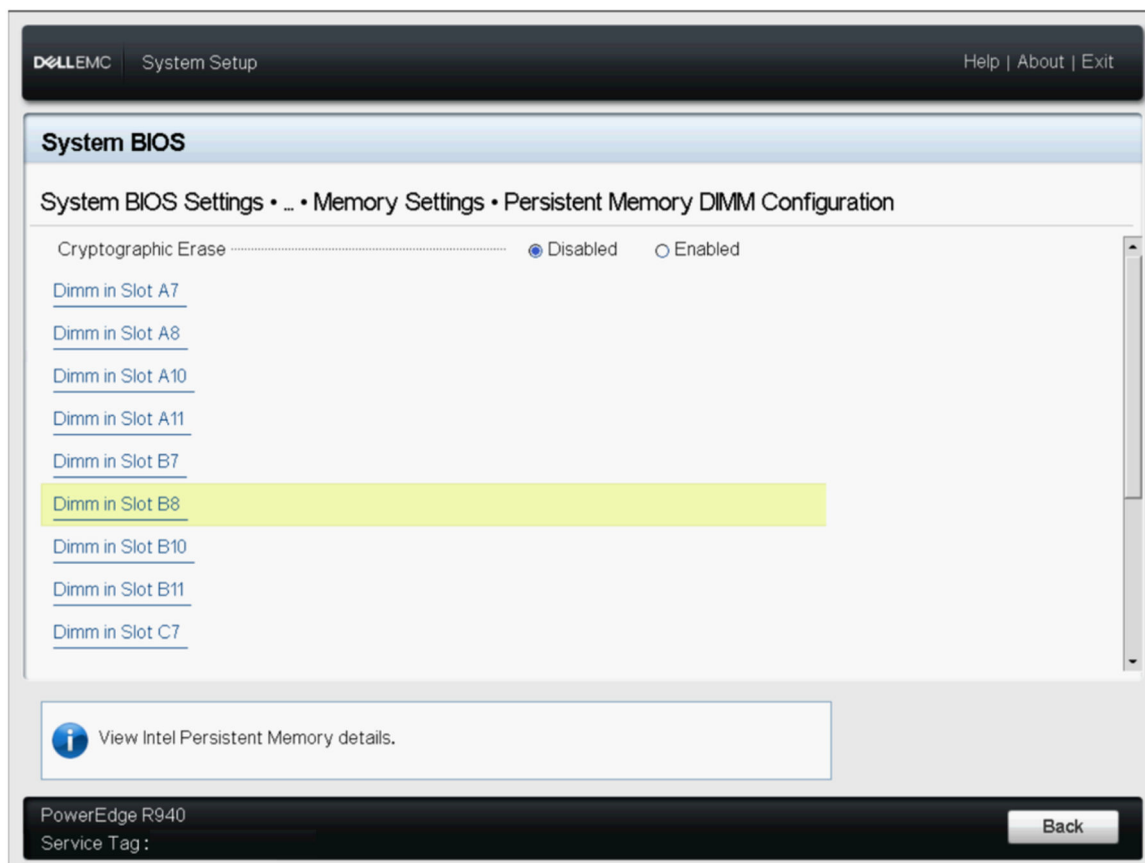 DELLEMC System Setup Help | About | Exit
System BIOS
System BIOS Settings • ... • Memory Settings • Persistent Memory DIMM Configuration
Cryptographic Erase Disabled Enabled
Dimm in Slot A7
Dimm in Slot A8
Dimm in Slot A10
Dimm in Slot A11
Dimm in Slot B7
Dimm in Slot B8
Dimm in Slot B10
Dimm in Slot B11
Dimm in Slot C7
View Intel Persistent Memory details.
PowerEdge R940
Service Tag :
Back